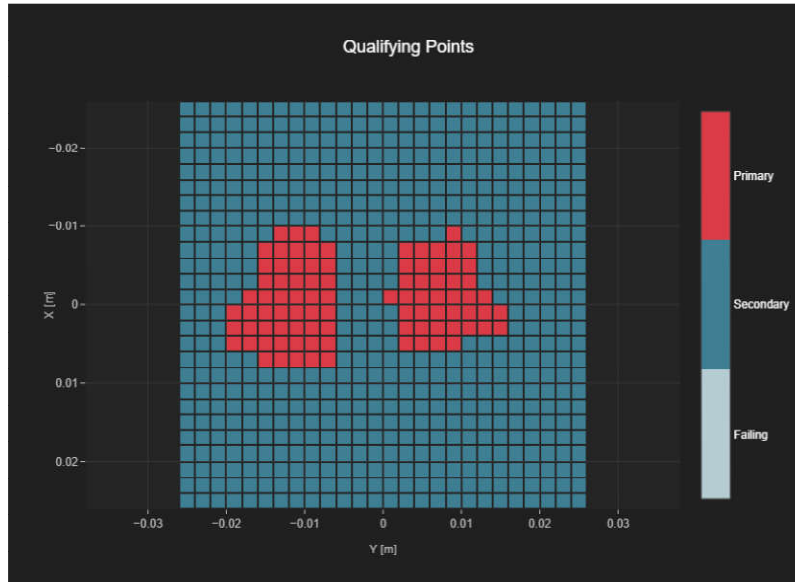 Qualifying Points
−0.02
−0.01
0
0.01
0.02
X [m]
−0.03
−0.02
−0.01
0
0.01
0.02
0.03
Y [m]
Primary
Secondary
Failing